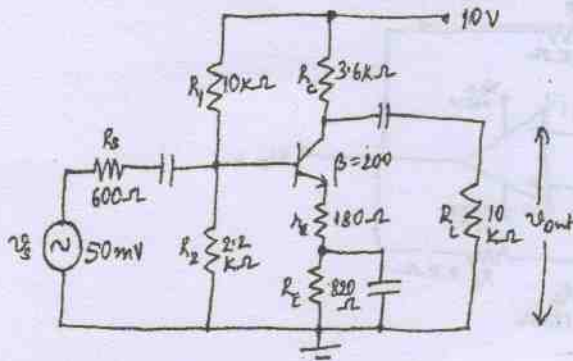 10V
R1 10KΩ
Rc 3.6KΩ
Rs
600Ω
β=200
vs 50mV
R2 2.2 KΩ
re 180Ω
RE 820 Ω
RL 10 KΩ
vout